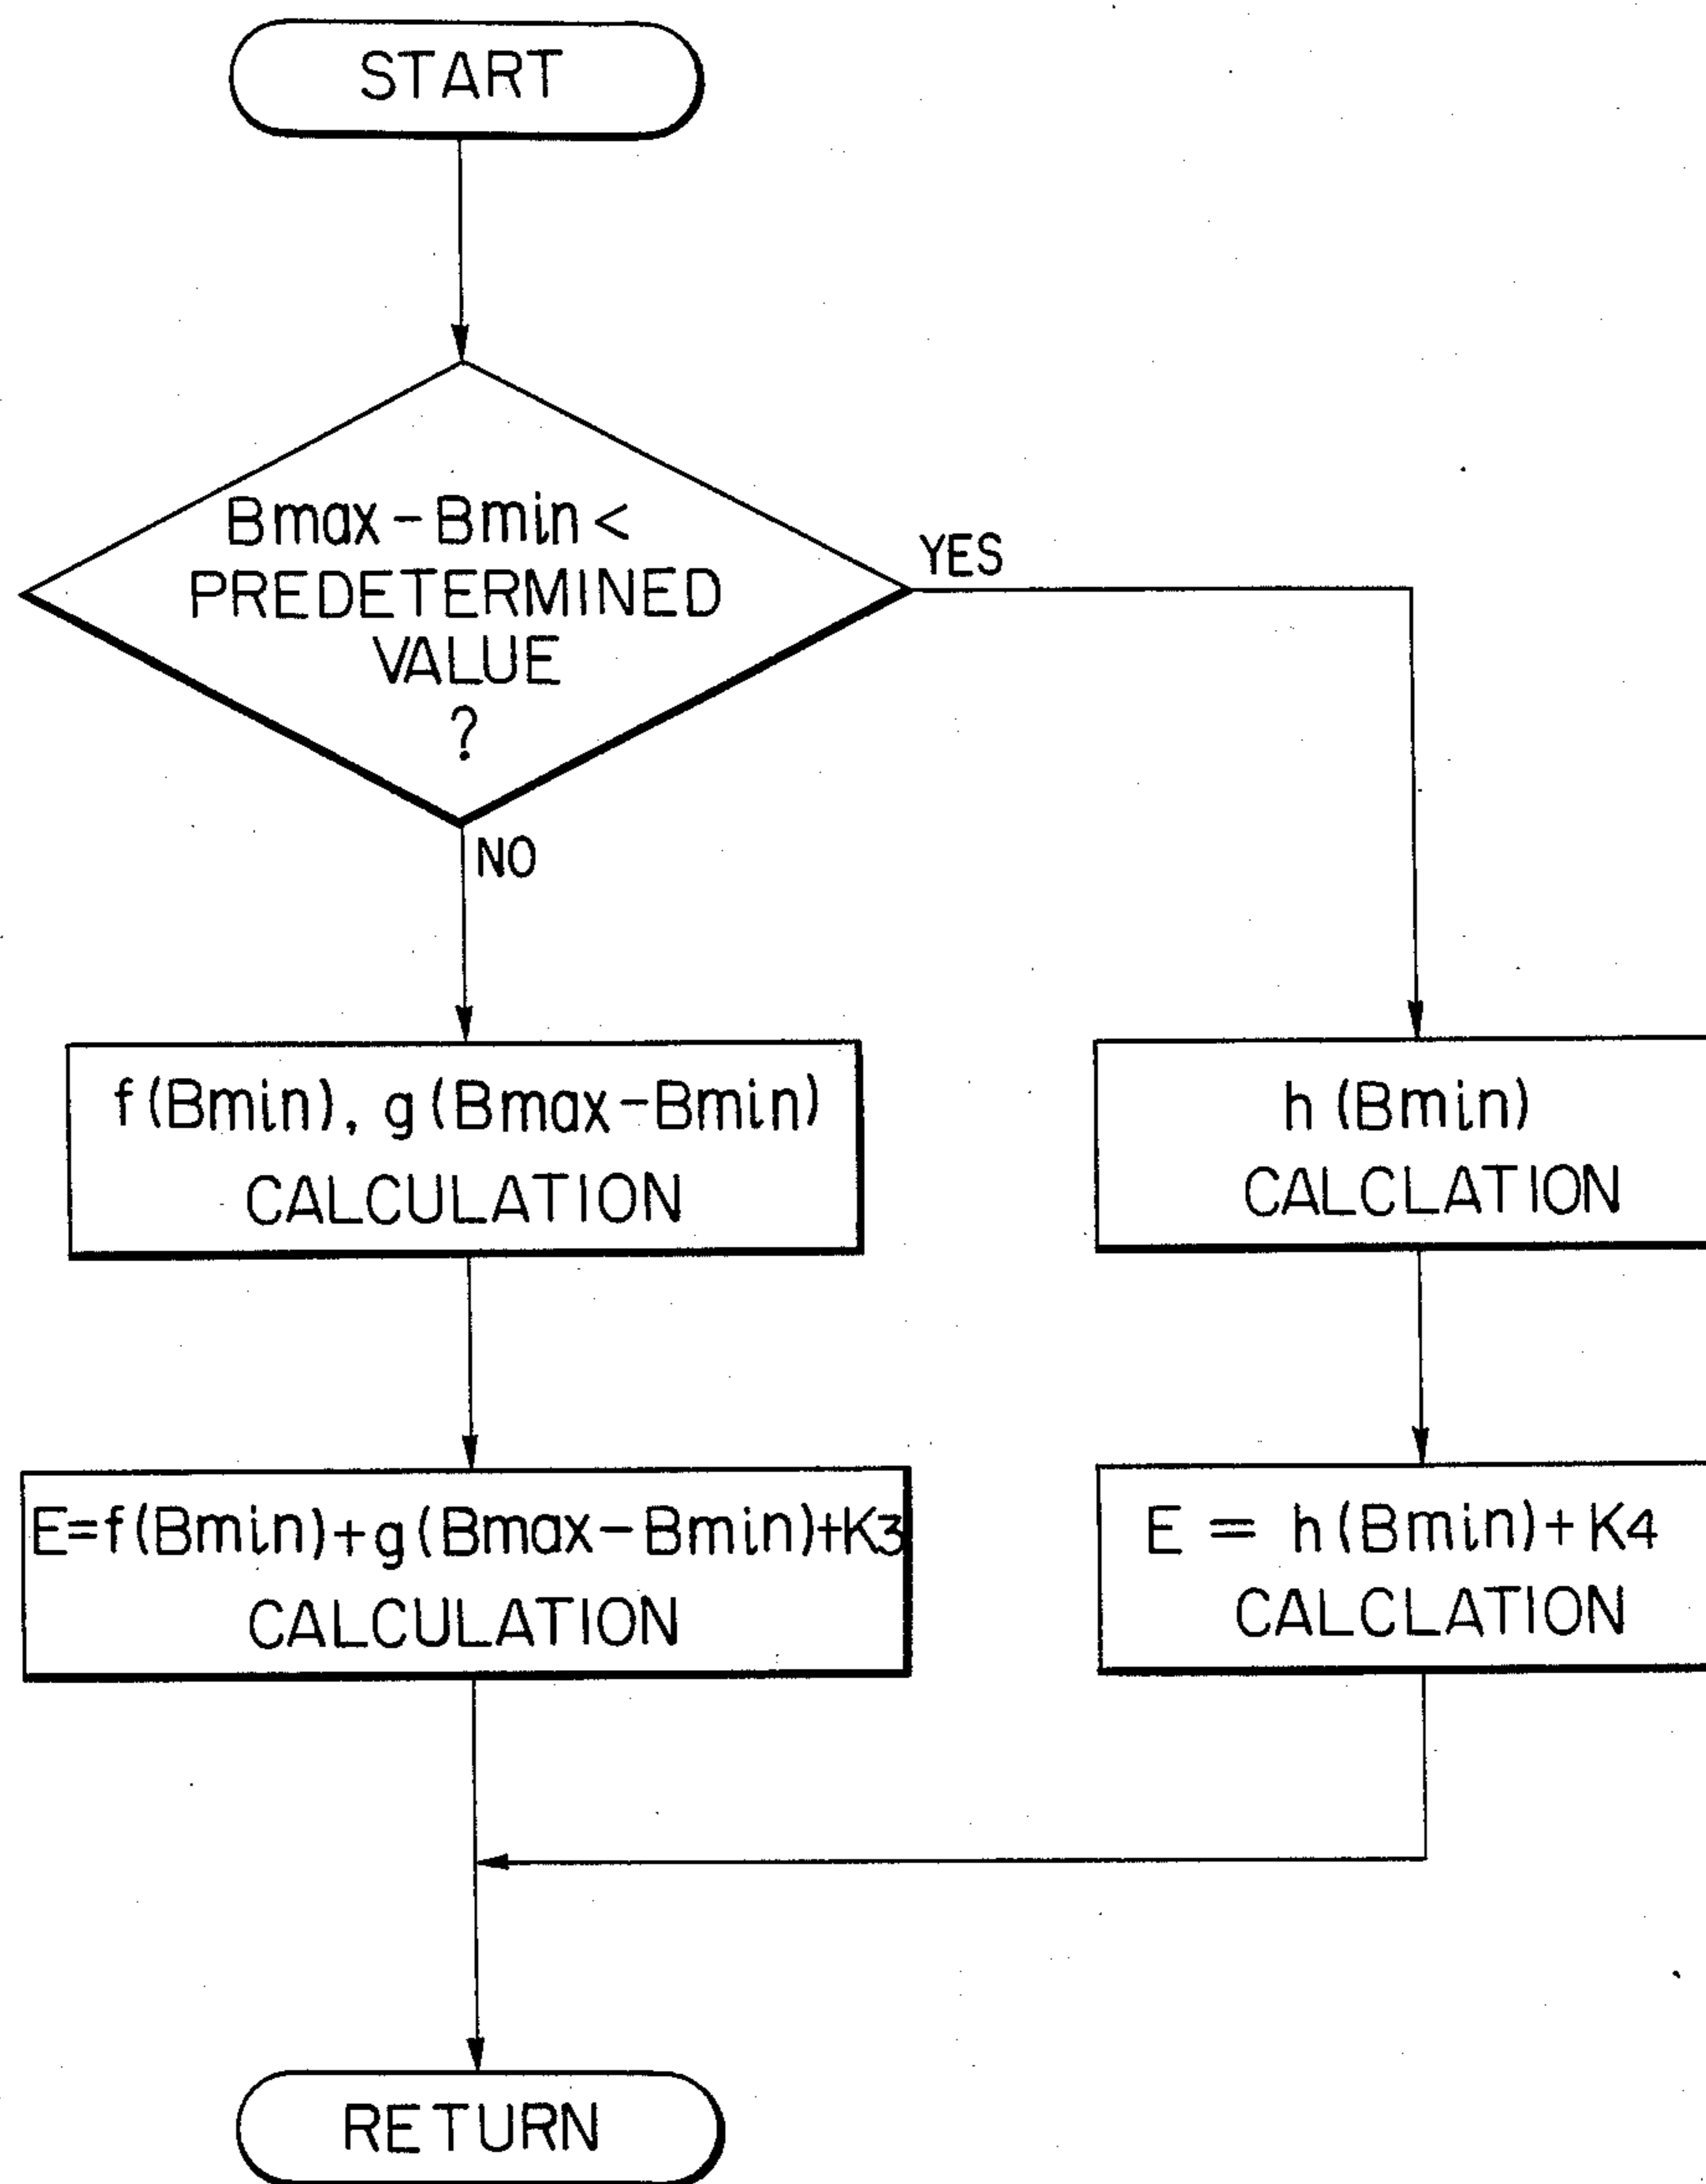 START
Bmax-Bmin<
PREDETERMINED
VALUE
?
YES
NO
f(Bmin), g(Bmax-Bmin)
CALCULATION
h(Bmin)
CALCLATION
E=f(Bmin)+g(Bmax-Bmin)+K3
CALCULATION
E = h(Bmin)+K4
CALCLATION
RETURN